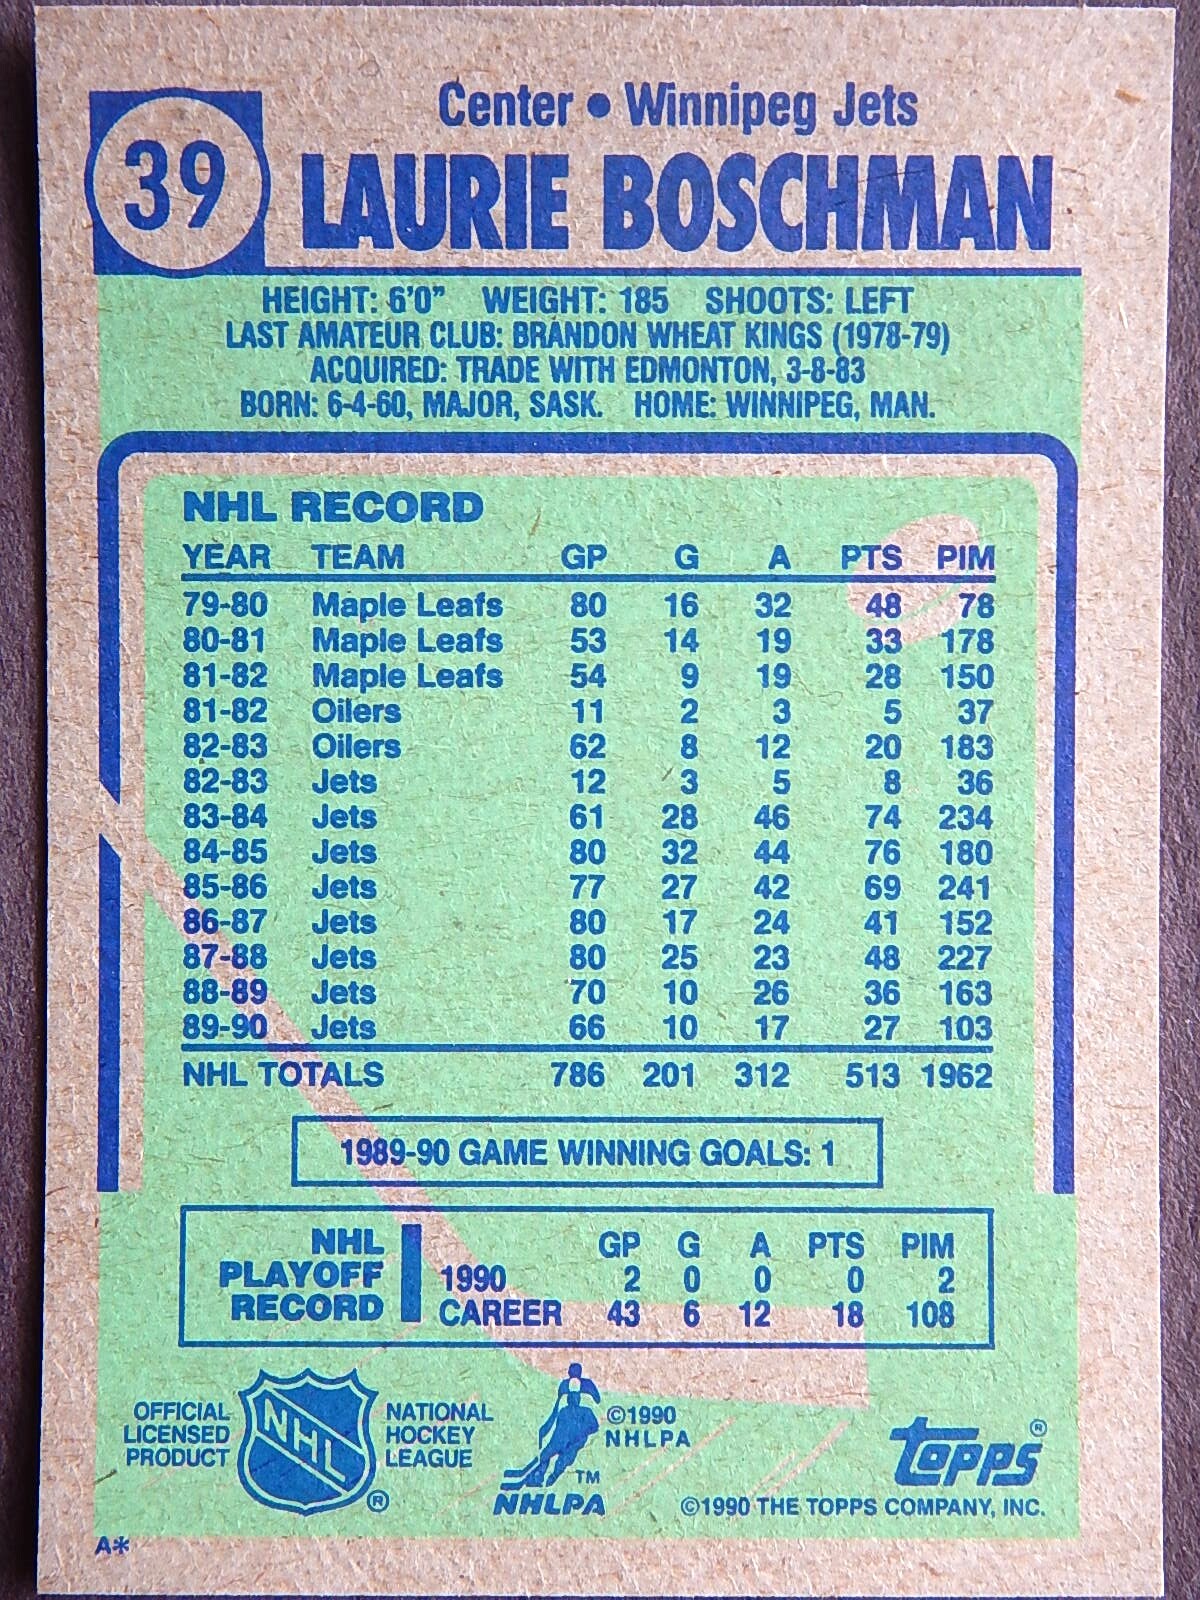 39
Center • Winnipeg Jets
LAURIE BOSCHMAN
HEIGHT: 6'0" WEIGHT: 185 SHOOTS: LEFT
LAST AMATEUR CLUB: BRANDON WHEAT KINGS (1978-79)
ACQUIRED: TRADE WITH EDMONTON, 3-8-83
BORN: 6-4-60, MAJOR, SASK. HOME: WINNIPEG, MAN.
NHL RECORD
YEAR TEAM GP G A PTS PIM
79-80 Maple Leafs 80 16 32 48 78
80-81 Maple Leafs 53 14 19 33 178
81-82 Maple Leafs 54 9 19 28 150
81-82 Oilers 11 2 3 5 37
82-83 Oilers 62 8 12 20 183
82-83 Jets 12 3 5 8 36
83-84 Jets 61 28 46 74 234
84-85 Jets 80 32 44 76 180
85-86 Jets 77 27 42 69 241
86-87 Jets 80 17 24 41 152
87-88 Jets 80 25 23 48 227
88-89 Jets 70 10 26 36 163
89-90 Jets 66 10 17 27 103
NHL TOTALS 786 201 312 513 1962
1989-90 GAME WINNING GOALS: 1
NHL PLAYOFF RECORD
GP G A PTS PIM
1990 2 0 0 0 2
CAREER 43 6 12 18 108
OFFICIAL LICENSED PRODUCT
NHL ®
NATIONAL HOCKEY LEAGUE
TM
NHLPA
©1990
NHLPA
Topps ®
©1990 THE TOPPS COMPANY, INC.
A*